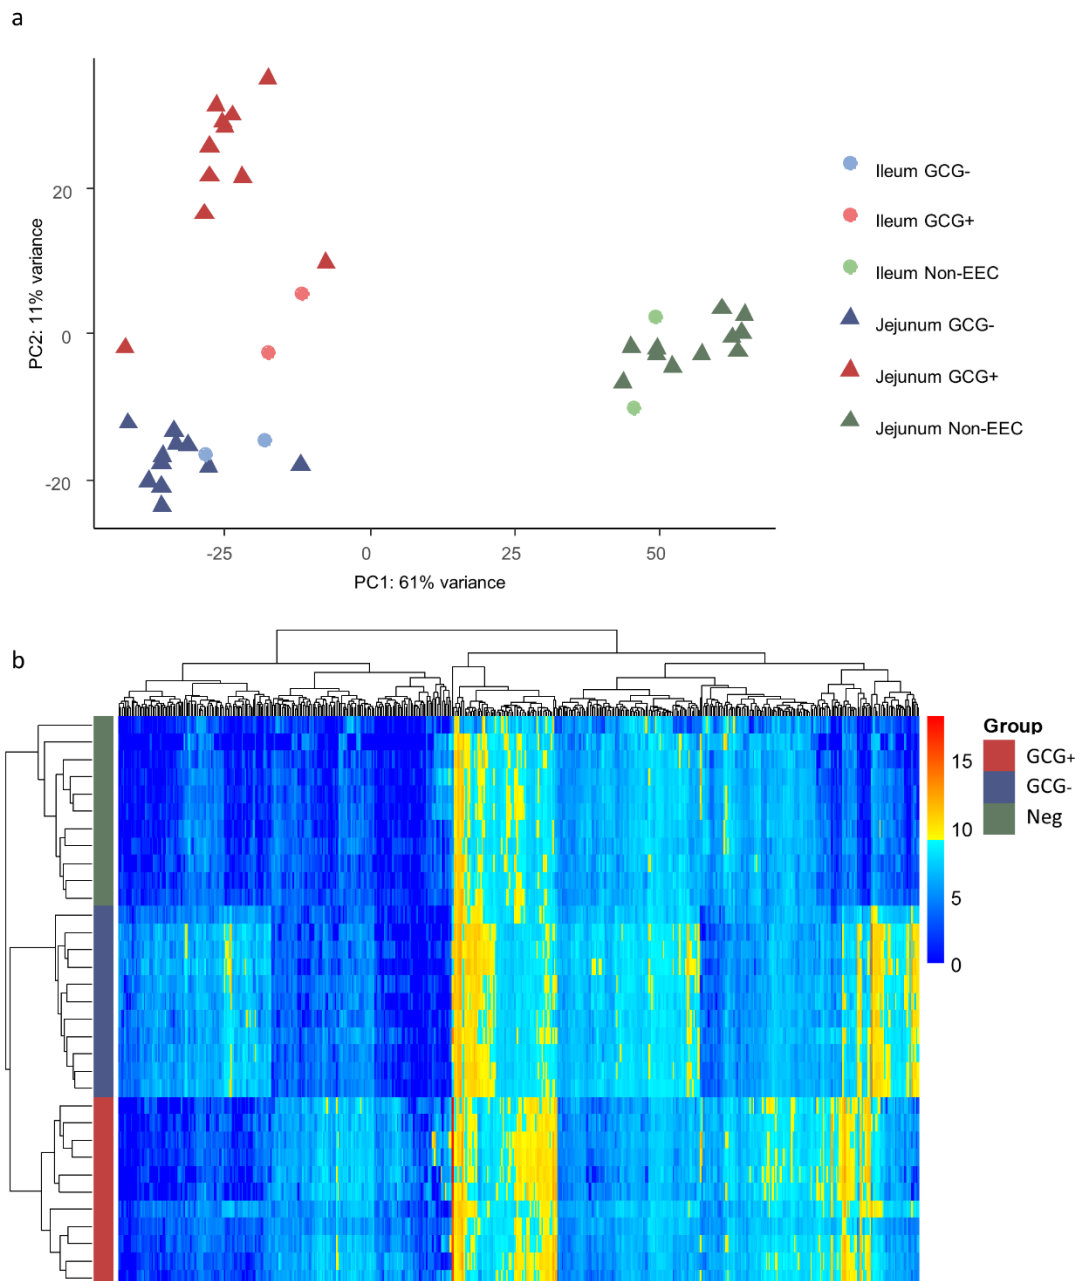 a
PC2: 11% variance
20
0
-20
-25
0
25
50
PC1: 61% variance
Ileum GCG-
Ileum GCG+
Ileum Non-EEC
Jejunum GCG-
Jejunum GCG+
Jejunum Non-EEC
b
15
10
5
0
Group
GCG+
GCG-
Neg